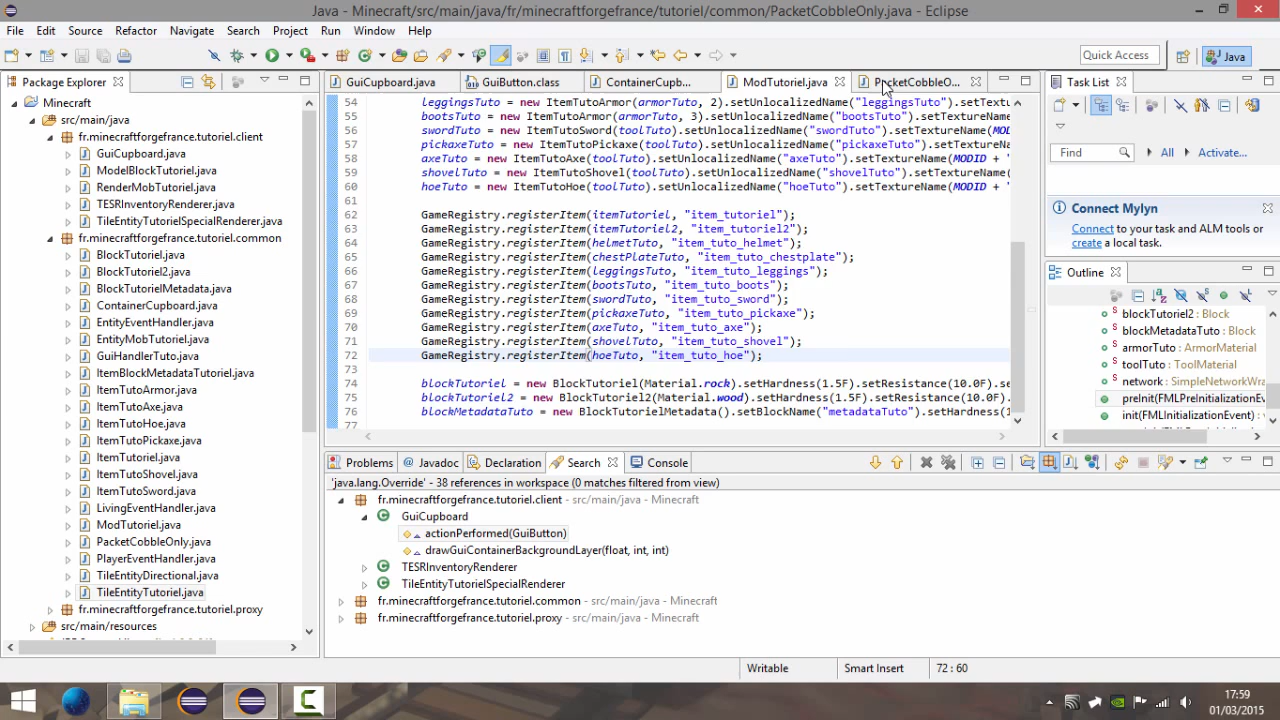 Java - Minecraft/src/main/java/fr/minecraftforgefrance/tutoriel/common/PacketCobbleOnly.java - Eclipse
File Edit Source Refactor Navigate Search Project Run Window Help
Quick Access Java
Package Explorer
Minecraft
src/main/java
fr.minecraftforgefrance.tutoriel.client
GuiCupboard.java
ModelBlockTutoriel.java
RenderMobTutoriel.java
TESRInventoryRenderer.java
TileEntityTutorielSpecialRenderer.java
fr.minecraftforgefrance.tutoriel.common
BlockTutoriel.java
BlockTutoriel2.java
BlockTutorielMetadata.java
ContainerCupboard.java
EntityEventHandler.java
EntityMobTutoriel.java
GuiHandlerTuto.java
ItemBlockMetadataTutoriel.java
ItemTutoArmor.java
ItemTutoAxe.java
ItemTutoHoe.java
ItemTutoPickaxe.java
ItemTutoriel.java
ItemTutoShovel.java
ItemTutoSword.java
LivingEventHandler.java
ModTutoriel.java
PacketCobbleOnly.java
PlayerEventHandler.java
TileEntityDirectional.java
TileEntityTutoriel.java
fr.minecraftforgefrance.tutoriel.proxy
src/main/resources
GuiCupboard.java GuiButton.class ContainerCupb... ModTutoriel.java PacketCobbleO...
54 leggingsTuto = new ItemTutoArmor(armorTuto, 2).setUnlocalizedName("leggingsTuto").setTextu
55 bootsTuto = new ItemTutoArmor(armorTuto, 3).setUnlocalizedName("bootsTuto").setTextureName
56 swordTuto = new ItemTutoSword(toolTuto).setUnlocalizedName("swordTuto").setTextureName(MOD
57 pickaxeTuto = new ItemTutoPickaxe(toolTuto).setUnlocalizedName("pickaxeTuto").setTextureNa
58 axeTuto = new ItemTutoAxe(toolTuto).setUnlocalizedName("axeTuto").setTextureName(MODID + "
59 shovelTuto = new ItemTutoShovel(toolTuto).setUnlocalizedName("shovelTuto").setTextureName(
60 hoeTuto = new ItemTutoHoe(toolTuto).setUnlocalizedName("hoeTuto").setTextureName(MODID + "
61
62 GameRegistry.registerItem(itemTutoriel, "item_tutoriel");
63 GameRegistry.registerItem(itemTutoriel2, "item_tutoriel2");
64 GameRegistry.registerItem(helmetTuto, "item_tuto_helmet");
65 GameRegistry.registerItem(chestPlateTuto, "item_tuto_chestplate");
66 GameRegistry.registerItem(leggingsTuto, "item_tuto_leggings");
67 GameRegistry.registerItem(bootsTuto, "item_tuto_boots");
68 GameRegistry.registerItem(swordTuto, "item_tuto_sword");
69 GameRegistry.registerItem(pickaxeTuto, "item_tuto_pickaxe");
70 GameRegistry.registerItem(axeTuto, "item_tuto_axe");
71 GameRegistry.registerItem(shovelTuto, "item_tuto_shovel");
72 GameRegistry.registerItem(hoeTuto, "item_tuto_hoe");
73
74 blockTutoriel = new BlockTutoriel(Material.rock).setHardness(1.5F).setResistance(10.0F).se
75 blockTutoriel2 = new BlockTutoriel2(Material.wood).setHardness(1.5F).setResistance(10.0F).
76 blockMetadataTuto = new BlockTutorielMetadata().setBlockName("metadataTuto").setHardness(1
77
Problems Javadoc Declaration Search Console
'java.lang.Override' - 38 references in workspace (0 matches filtered from view)
fr.minecraftforgefrance.tutoriel.client - src/main/java - Minecraft
GuiCupboard
actionPerformed(GuiButton)
drawGuiContainerBackgroundLayer(float, int, int)
TESRInventoryRenderer
TileEntityTutorielSpecialRenderer
fr.minecraftforgefrance.tutoriel.common - src/main/java - Minecraft
fr.minecraftforgefrance.tutoriel.proxy - src/main/java - Minecraft
Task List
Find All Activate...
Connect Mylyn
Connect to your task and ALM tools or
create a local task.
Outline
blockTutoriel2 : Block
blockMetadataTuto : Block
armorTuto : ArmorMaterial
toolTuto : ToolMaterial
network : SimpleNetworkWra
preInit(FMLPreInitializationEv
init(FMLInitializationEvent) :
Writable Smart Insert 72 : 60
17:59
01/03/2015